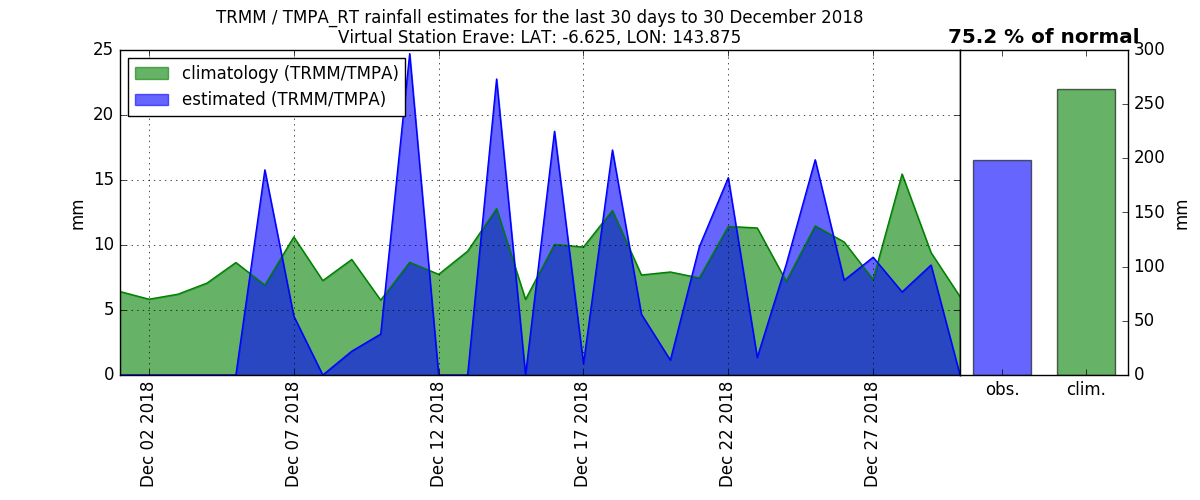 TRMM / TMPA_RT rainfall estimates for the last 30 days to 30 December 2018
Virtual Station Erave: LAT: -6.625, LON: 143.875
75.2 % of normal
climatology (TRMM/TMPA)
estimated (TRMM/TMPA)
25
20
15
10
5
0
mm
Dec 02 2018
Dec 07 2018
Dec 12 2018
Dec 17 2018
Dec 22 2018
Dec 27 2018
300
250
200
150
100
50
0
mm
obs.
clim.